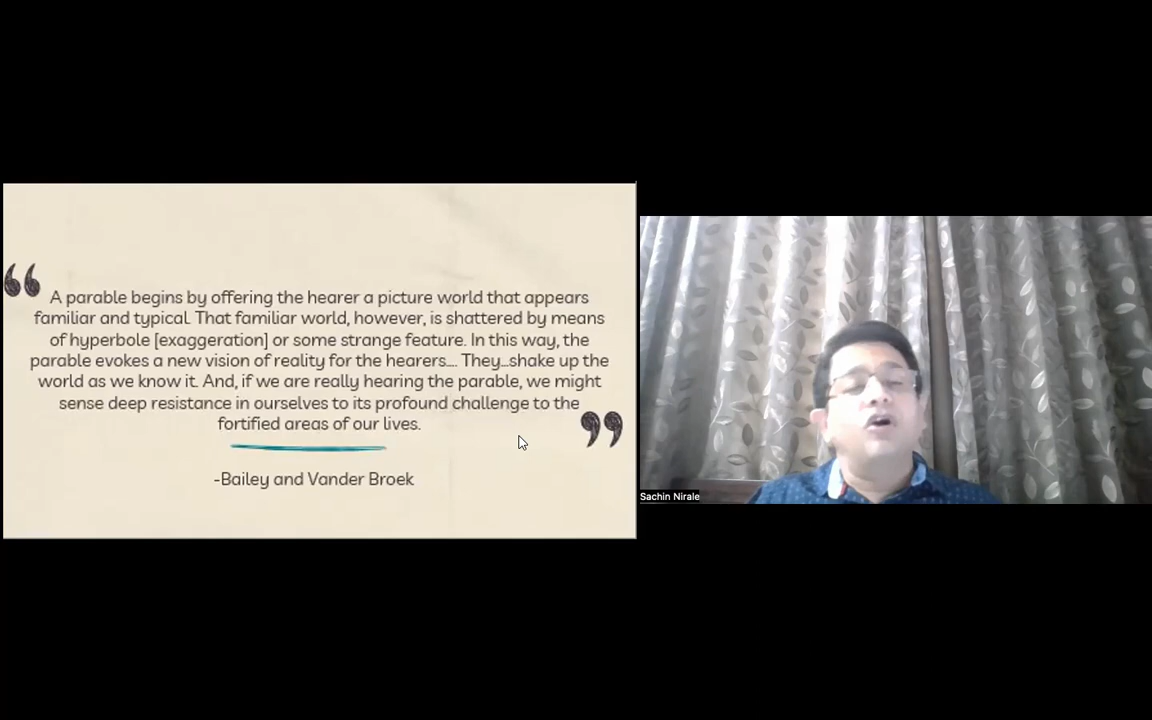 “ A parable begins by offering the hearer a picture world that appears
familiar and typical. That familiar world, however, is shattered by means
of hyperbole [exaggeration] or some strange feature. In this way, the
parable evokes a new vision of reality for the hearers.... They...shake up the
world as we know it. And, if we are really hearing the parable, we might
sense deep resistance in ourselves to its profound challenge to the
fortified areas of our lives. ”
-Bailey and Vander Broek
Sachin Nirale